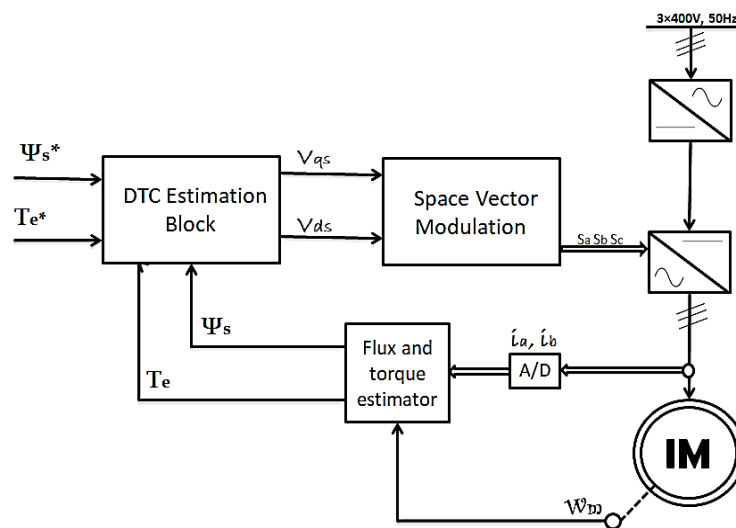 3×400V, 50Hz
Ψs*
Te*
DTC Estimation
Block
Vqs
Vds
Space Vector
Modulation
Sa Sb Sc
Ψs
Te
Flux and
torque
estimator
ia, ib
A/D
IM
Wm